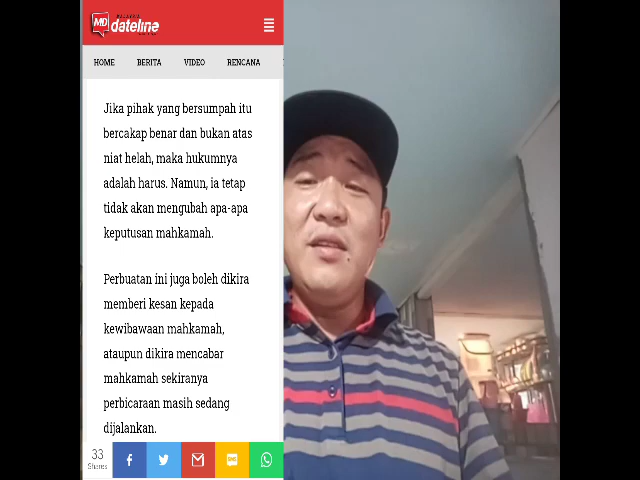 MD dateline
HOME BERITA VIDEO RENCANA
Jika pihak yang bersumpah itu
bercakap benar dan bukan atas
niat helah, maka hukumnya
adalah harus. Namun, ia tetap
tidak akan mengubah apa-apa
keputusan mahkamah.
Perbuatan ini juga boleh dikira
memberi kesan kepada
kewibawaan mahkamah,
ataupun dikira mencabar
mahkamah sekiranya
perbicaraan masih sedang
dijalankan.
33
Shares